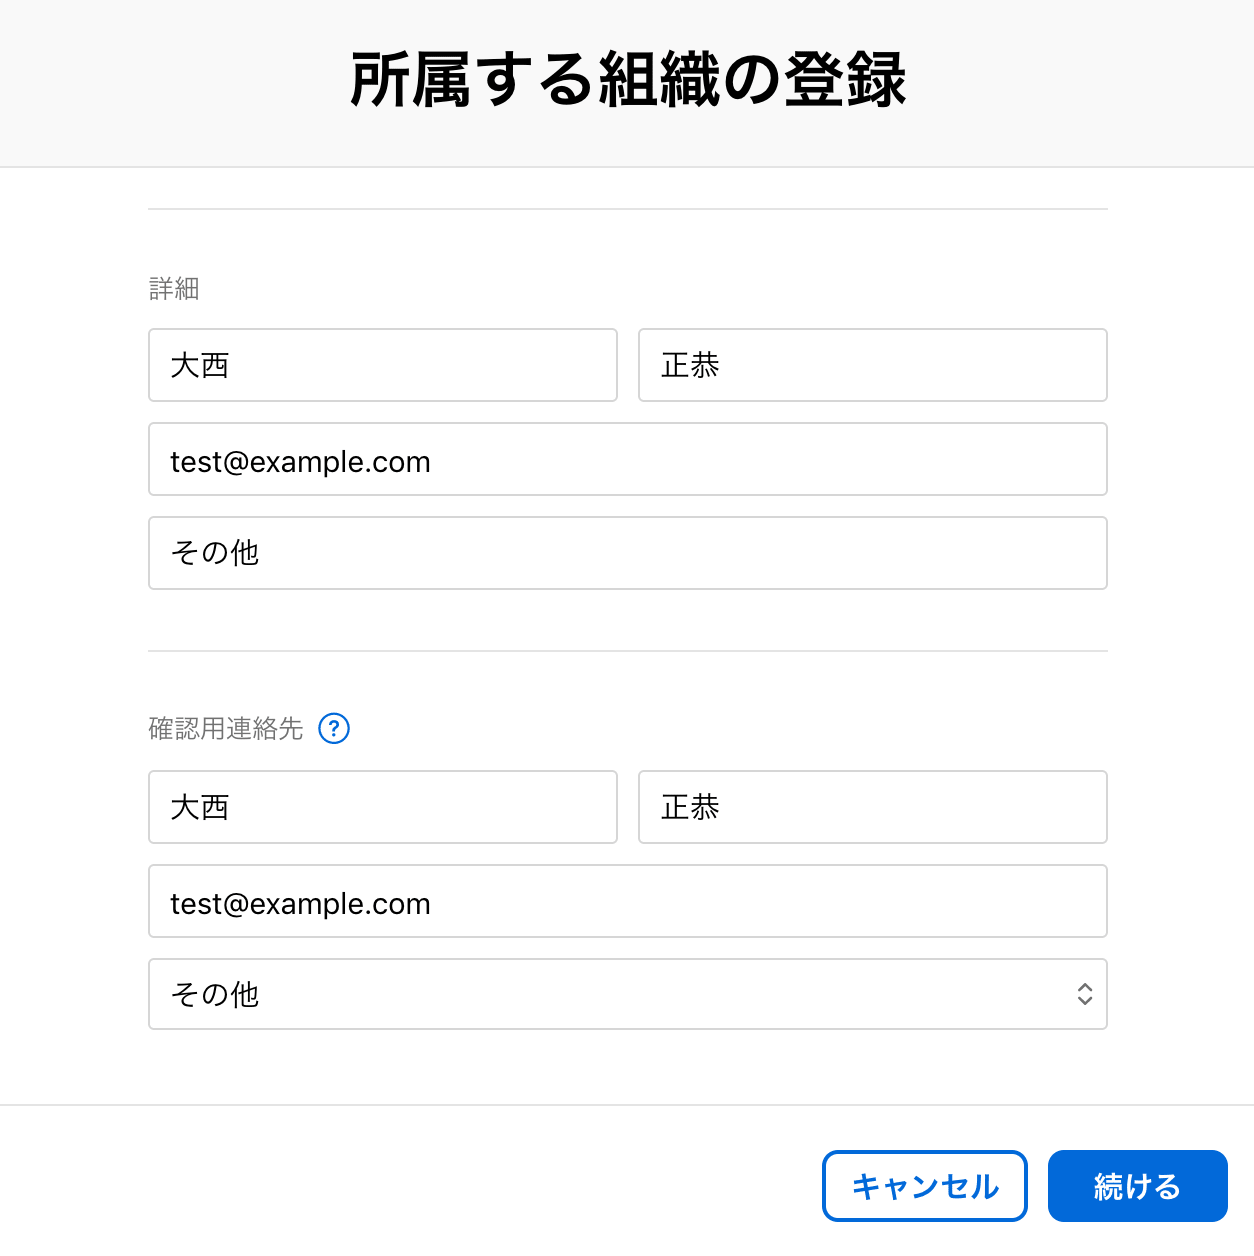 所属する組織の登録
詳細
大西 正恭
test@example.com
その他
確認用連絡先 ?
大西 正恭
test@example.com
その他
キャンセル 続ける